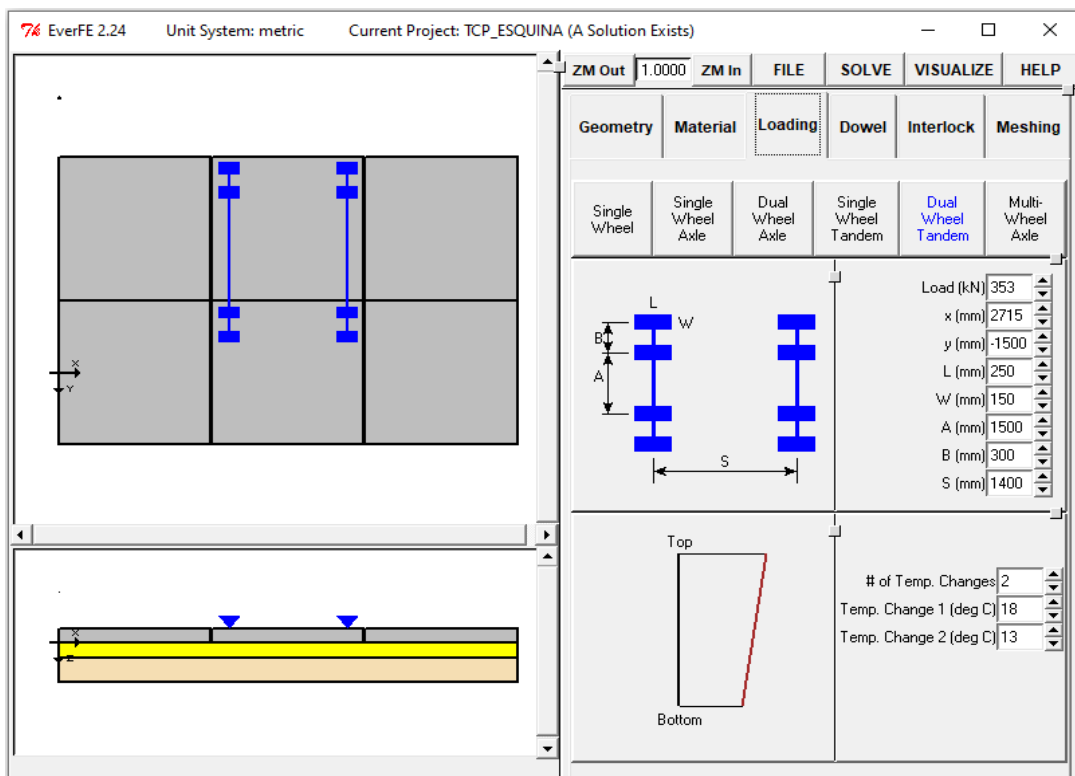 EverFE 2.24 Unit System: metric Current Project: TCP_ESQUINA (A Solution Exists)
ZM Out 1.0000 ZM In FILE SOLVE VISUALIZE HELP
Geometry Material Loading Dowel Interlock Meshing
Single Wheel
Single Wheel Axle
Dual Wheel Axle
Single Wheel Tandem
Dual Wheel Tandem
Multi-Wheel Axle
X
Y
L
W
B
A
S
Load (kN) 353
x (mm) 2715
y (mm) -1500
L (mm) 250
W (mm) 150
A (mm) 1500
B (mm) 300
S (mm) 1400
X
Z
Top
Bottom
# of Temp. Changes 2
Temp. Change 1 (deg C) 18
Temp. Change 2 (deg C) 13